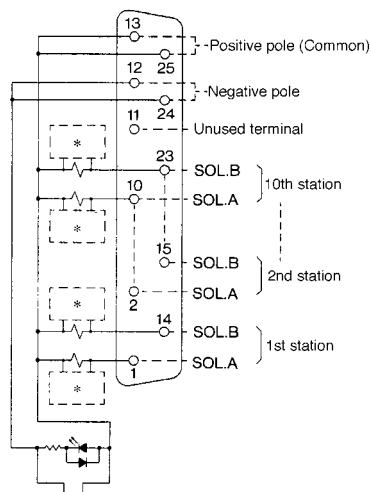 13
Positive pole (Common)
25
12
Negative pole
24
11
Unused terminal
*
23
SOL.B
10th station
10
SOL.A
*
15
SOL.B
2nd station
2
SOL.A
*
14
SOL.B
1st station
SOL.A
1
*